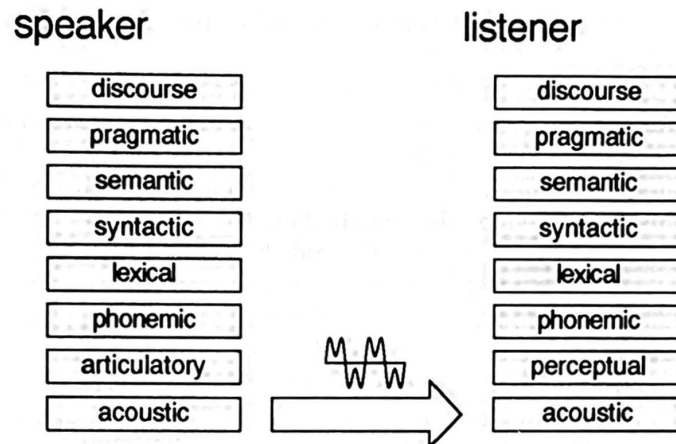 speaker
listener
discourse
pragmatic
semantic
syntactic
lexical
phonemic
articulatory
acoustic
discourse
pragmatic
semantic
syntactic
lexical
phonemic
perceptual
acoustic